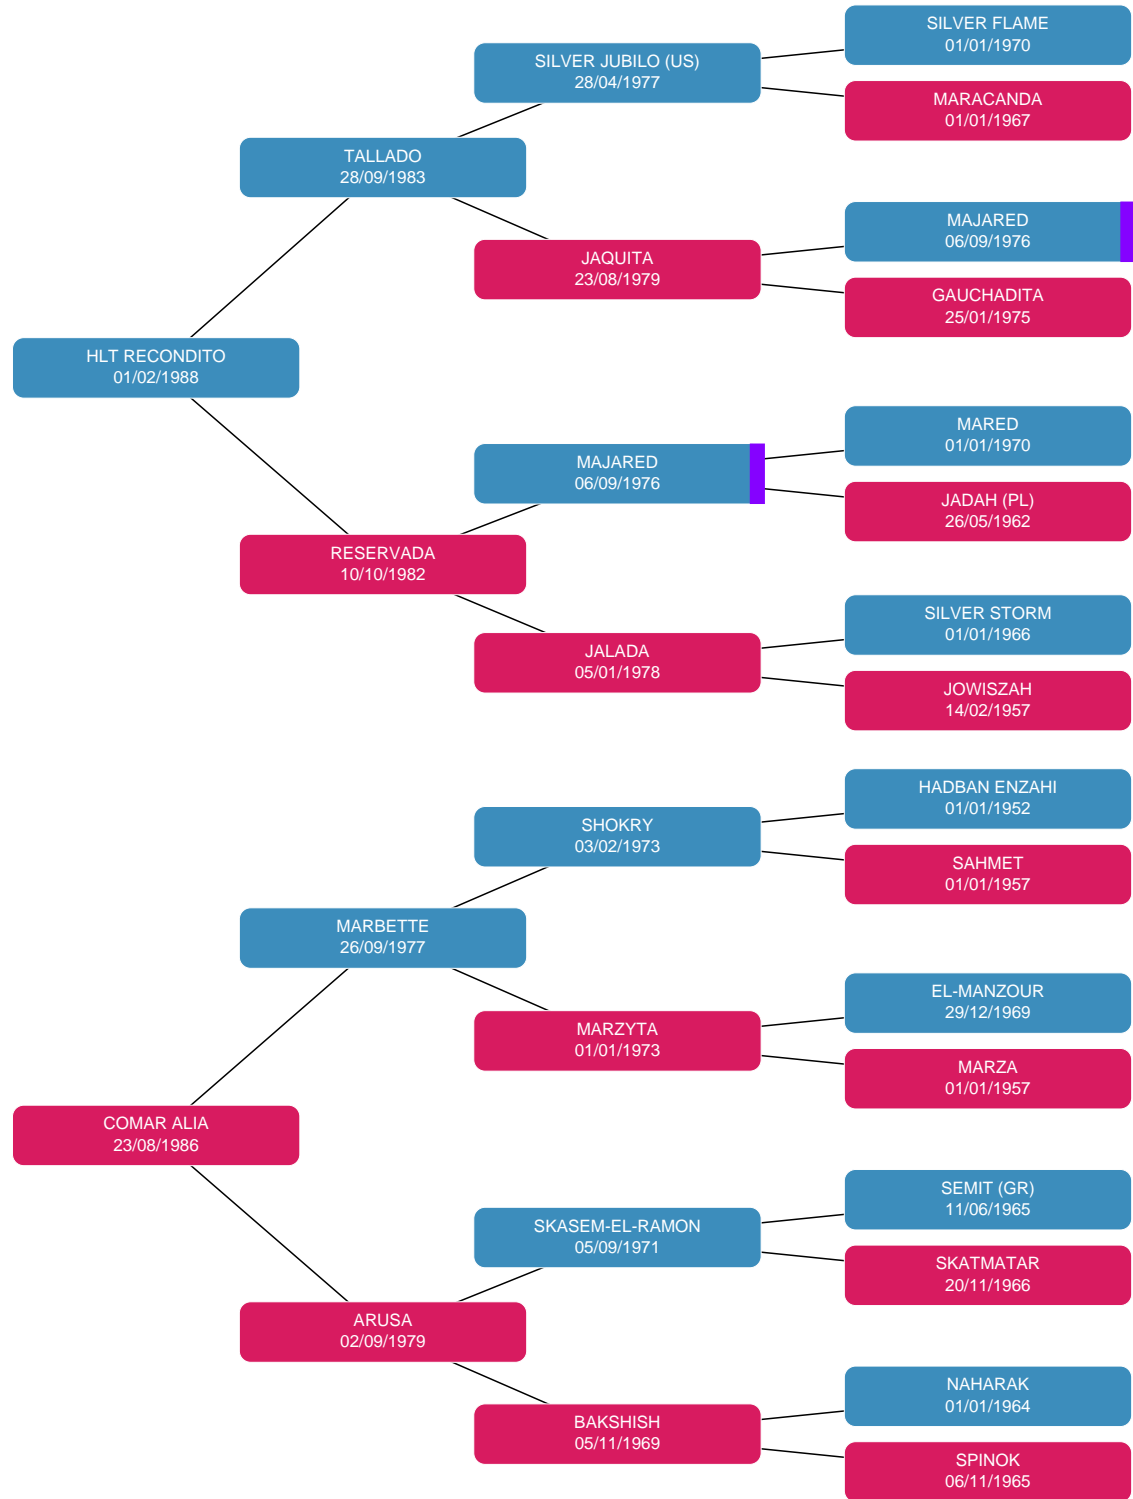 SILVER FLAME
01/01/1970
SILVER JUBILO (US)
28/04/1977
MARACANDA
01/01/1967
TALLADO
28/09/1983
MAJARED
06/09/1976
JAQUITA
23/08/1979
GAUCHADITA
25/01/1975
HLT RECONDITO
01/02/1988
MARED
01/01/1970
MAJARED
06/09/1976
JADAH (PL)
26/05/1962
RESERVADA
10/10/1982
SILVER STORM
01/01/1966
JALADA
05/01/1978
JOWISZAH
14/02/1957
HADBAN ENZAHI
01/01/1952
SHOKRY
03/02/1973
SAHMET
01/01/1957
MARBETTE
26/09/1977
EL-MANZOUR
29/12/1969
MARZYTA
01/01/1973
MARZA
01/01/1957
COMAR ALIA
23/08/1986
SEMIT (GR)
11/06/1965
SKASEM-EL-RAMON
05/09/1971
SKATMATAR
20/11/1966
ARUSA
02/09/1979
NAHARAK
01/01/1964
BAKSHISH
05/11/1969
SPINOK
06/11/1965